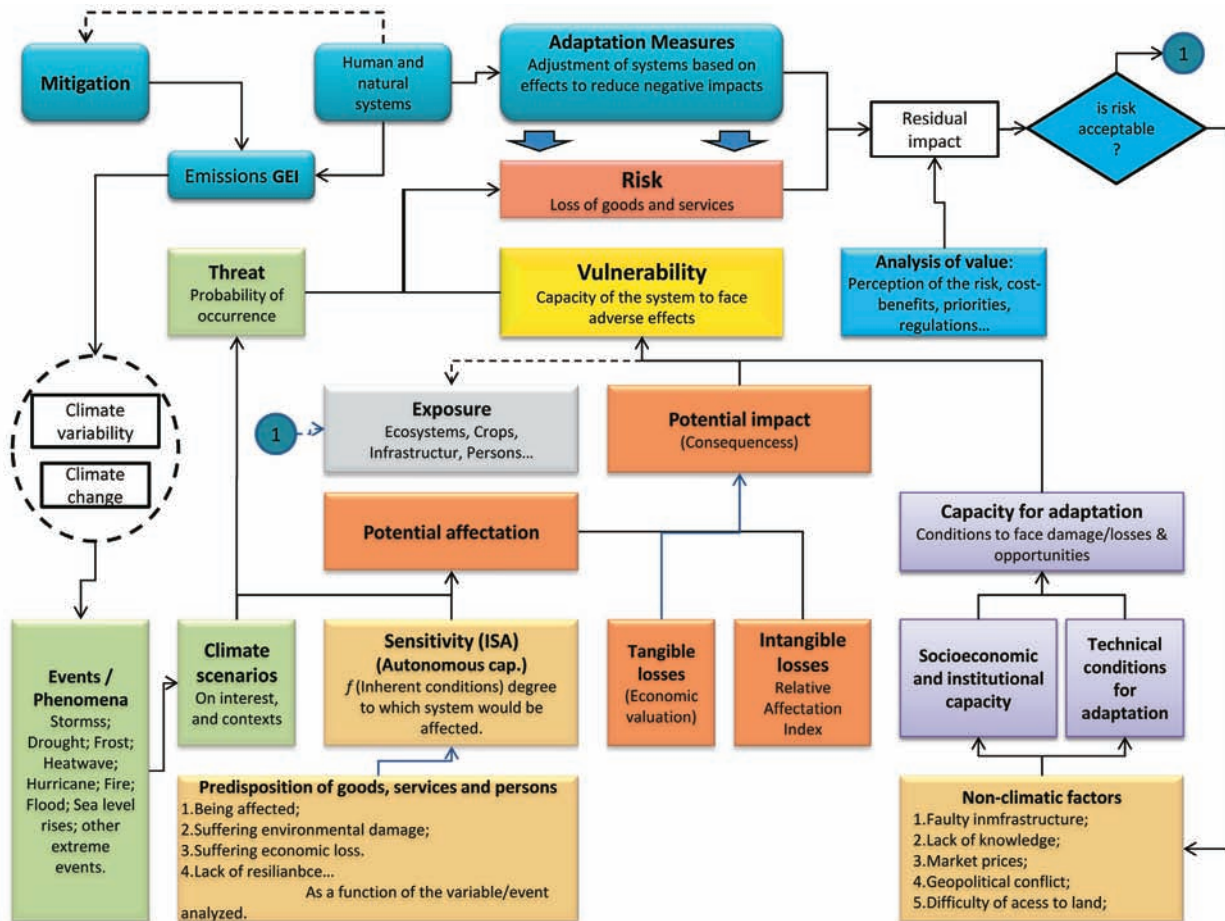 Mitigation
Human and
natural
systems
Adaptation Measures
Adjustment of systems based on
effects to reduce negative impacts
1
Residual
impact
is risk
acceptable
?
Emissions GEI
Risk
Loss of goods and services
Threat
Probability of
occurrence
Vulnerability
Capacity of the system to face
adverse effects
Analysis of value:
Perception of the risk, cost-
benefits, priorities,
regulations...
Climate
variability
Climate
change
1
Exposure
Ecosystems, Crops,
Infrastructur, Persons...
Potential impact
(Consequencess)
Potential affectation
Capacity for adaptation
Conditions to face damage/losses &
opportunities
Events /
Phenomena
Stormss;
Drought; Frost;
Heatwave;
Hurricane; Fire;
Flood; Sea level
rises; other
extreme
events.
Climate
scenarios
On interest,
and contexts
Sensitivity (ISA)
(Autonomous cap.)
f (Inherent conditions) degree
to which system would be
affected.
Tangible
losses
(Economic
valuation)
Intangible
losses
Relative
Affectation
Index
Socioeconomic
and institutional
capacity
Technical
conditions
for
adaptation
Predisposition of goods, services and persons
1.Being affected;
2.Suffering environmental damage;
3.Suffering economic loss.
4.Lack of resilianbce...
As a function of the variable/event
analyzed.
Non-climatic factors
1.Faulty inmfrastructure;
2.Lack of knowledge;
3.Market prices;
4.Geopolitical conflict;
5.Difficulty of acess to land;